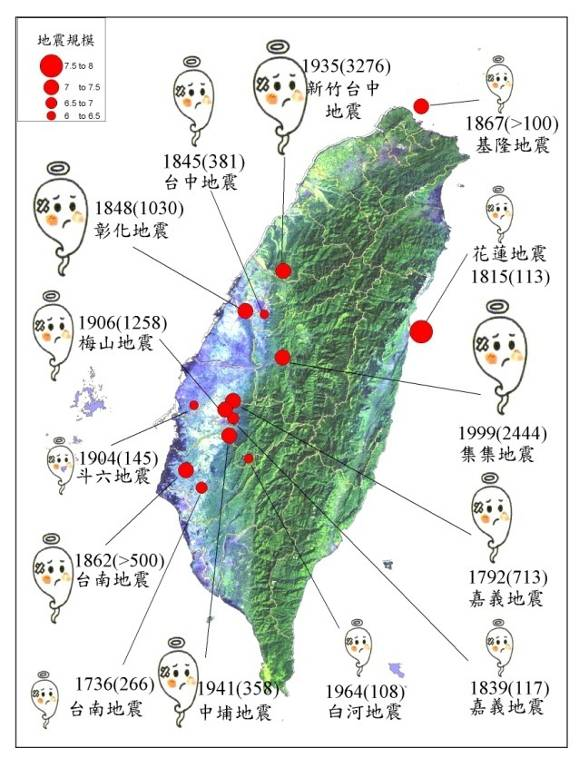 地震規模
7.5 to 8
7 to 7.5
6.5 to 7
6 to 6.5
1935(3276)
新竹台中
地震
1867(>100)
基隆地震
1845(381)
台中地震
1848(1030)
彰化地震
花蓮地震
1815(113)
1906(1258)
梅山地震
1999(2444)
集集地震
1904(145)
斗六地震
1862(>500)
台南地震
1792(713)
嘉義地震
1736(266)
台南地震
1941(358)
中埔地震
1964(108)
白河地震
1839(117)
嘉義地震